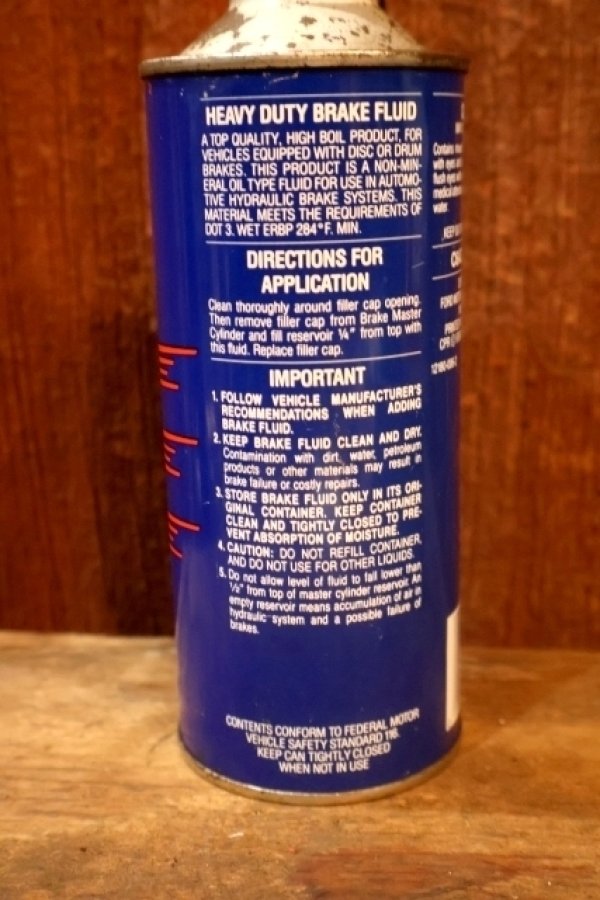 HEAVY DUTY BRAKE FLUID
A TOP QUALITY, HIGH BOIL PRODUCT, FOR
VEHICLES EQUIPPED WITH DISC OR DRUM
BRAKES. THIS PRODUCT IS A NON-MIN-
ERAL OIL TYPE FLUID FOR USE IN AUTOMO-
TIVE HYDRAULIC BRAKE SYSTEMS. THIS
MATERIAL MEETS THE REQUIREMENTS OF
DOT 3. WET ERBP 284°F. MIN.
DIRECTIONS FOR
APPLICATION
Clean thoroughly around filler cap opening.
Then remove filler cap from Brake Master
Cylinder and fill reservoir ¼" from top with
this fluid. Replace filler cap.
IMPORTANT
1. FOLLOW VEHICLE MANUFACTURER'S
RECOMMENDATIONS WHEN ADDING
BRAKE FLUID.
2. KEEP BRAKE FLUID CLEAN AND DRY.
Contamination with dirt, water, petroleum
products or other materials may result in
brake failure or costly repairs.
3. STORE BRAKE FLUID ONLY IN ITS ORI-
GINAL CONTAINER. KEEP CONTAINER
CLEAN AND TIGHTLY CLOSED TO PRE-
VENT ABSORPTION OF MOISTURE.
4. CAUTION: DO NOT REFILL CONTAINER,
AND DO NOT USE FOR OTHER LIQUIDS.
5. Do not allow level of fluid to fall lower than
½" from top of master cylinder reservoir. An
empty reservoir means accumulation of air in
hydraulic system and a possible failure of
brakes.
CONTENTS CONFORM TO FEDERAL MOTOR
VEHICLE SAFETY STANDARD 116.
KEEP CAN TIGHTLY CLOSED
WHEN NOT IN USE
Contains
with eyes
flush eyes
medical
water.
KEEP
FORD